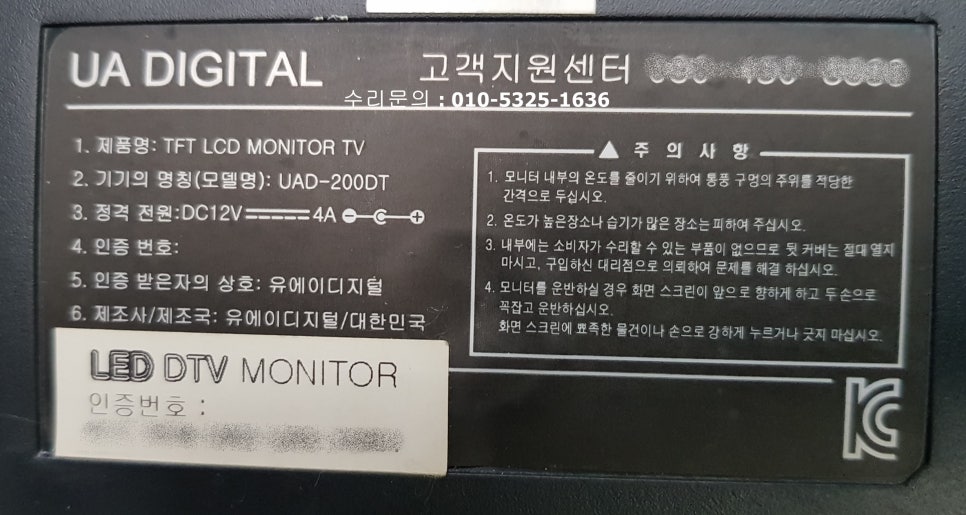 UA DIGITAL
고객지원센터
수리문의 : 010-5325-1636
1. 제품명: TFT LCD MONITOR TV
2. 기기의 명칭(모델명): UAD-200DT
3. 정격 전원:DC12V 4A
4. 인증 번호:
5. 인증 받은자의 상호: 유에이디지털
6. 제조사/제조국: 유에이디지털/대한민국
주 의 사 항
1. 모니터 내부의 온도를 줄이기 위하여 통풍 구멍의 주위를 적당한
간격으로 두십시오.
2. 온도가 높은장소나 습기가 많은 장소는 피하여 주십시오.
3. 내부에는 소비자가 수리할 수 있는 부품이 없으므로 뒷 커버는 절대 열지
마시고, 구입하신 대리점으로 의뢰하여 문제를 해결 하십시오.
4. 모니터를 운반하실 경우 화면 스크린이 앞으로 향하게 하고 두 손으로
꼭잡고 운반하십시오.
화면 스크린에 뾰족한 물건이나 손으로 강하게 누르거나 긋지 마십시오.
LED DTV MONITOR
인증번호 :
KC